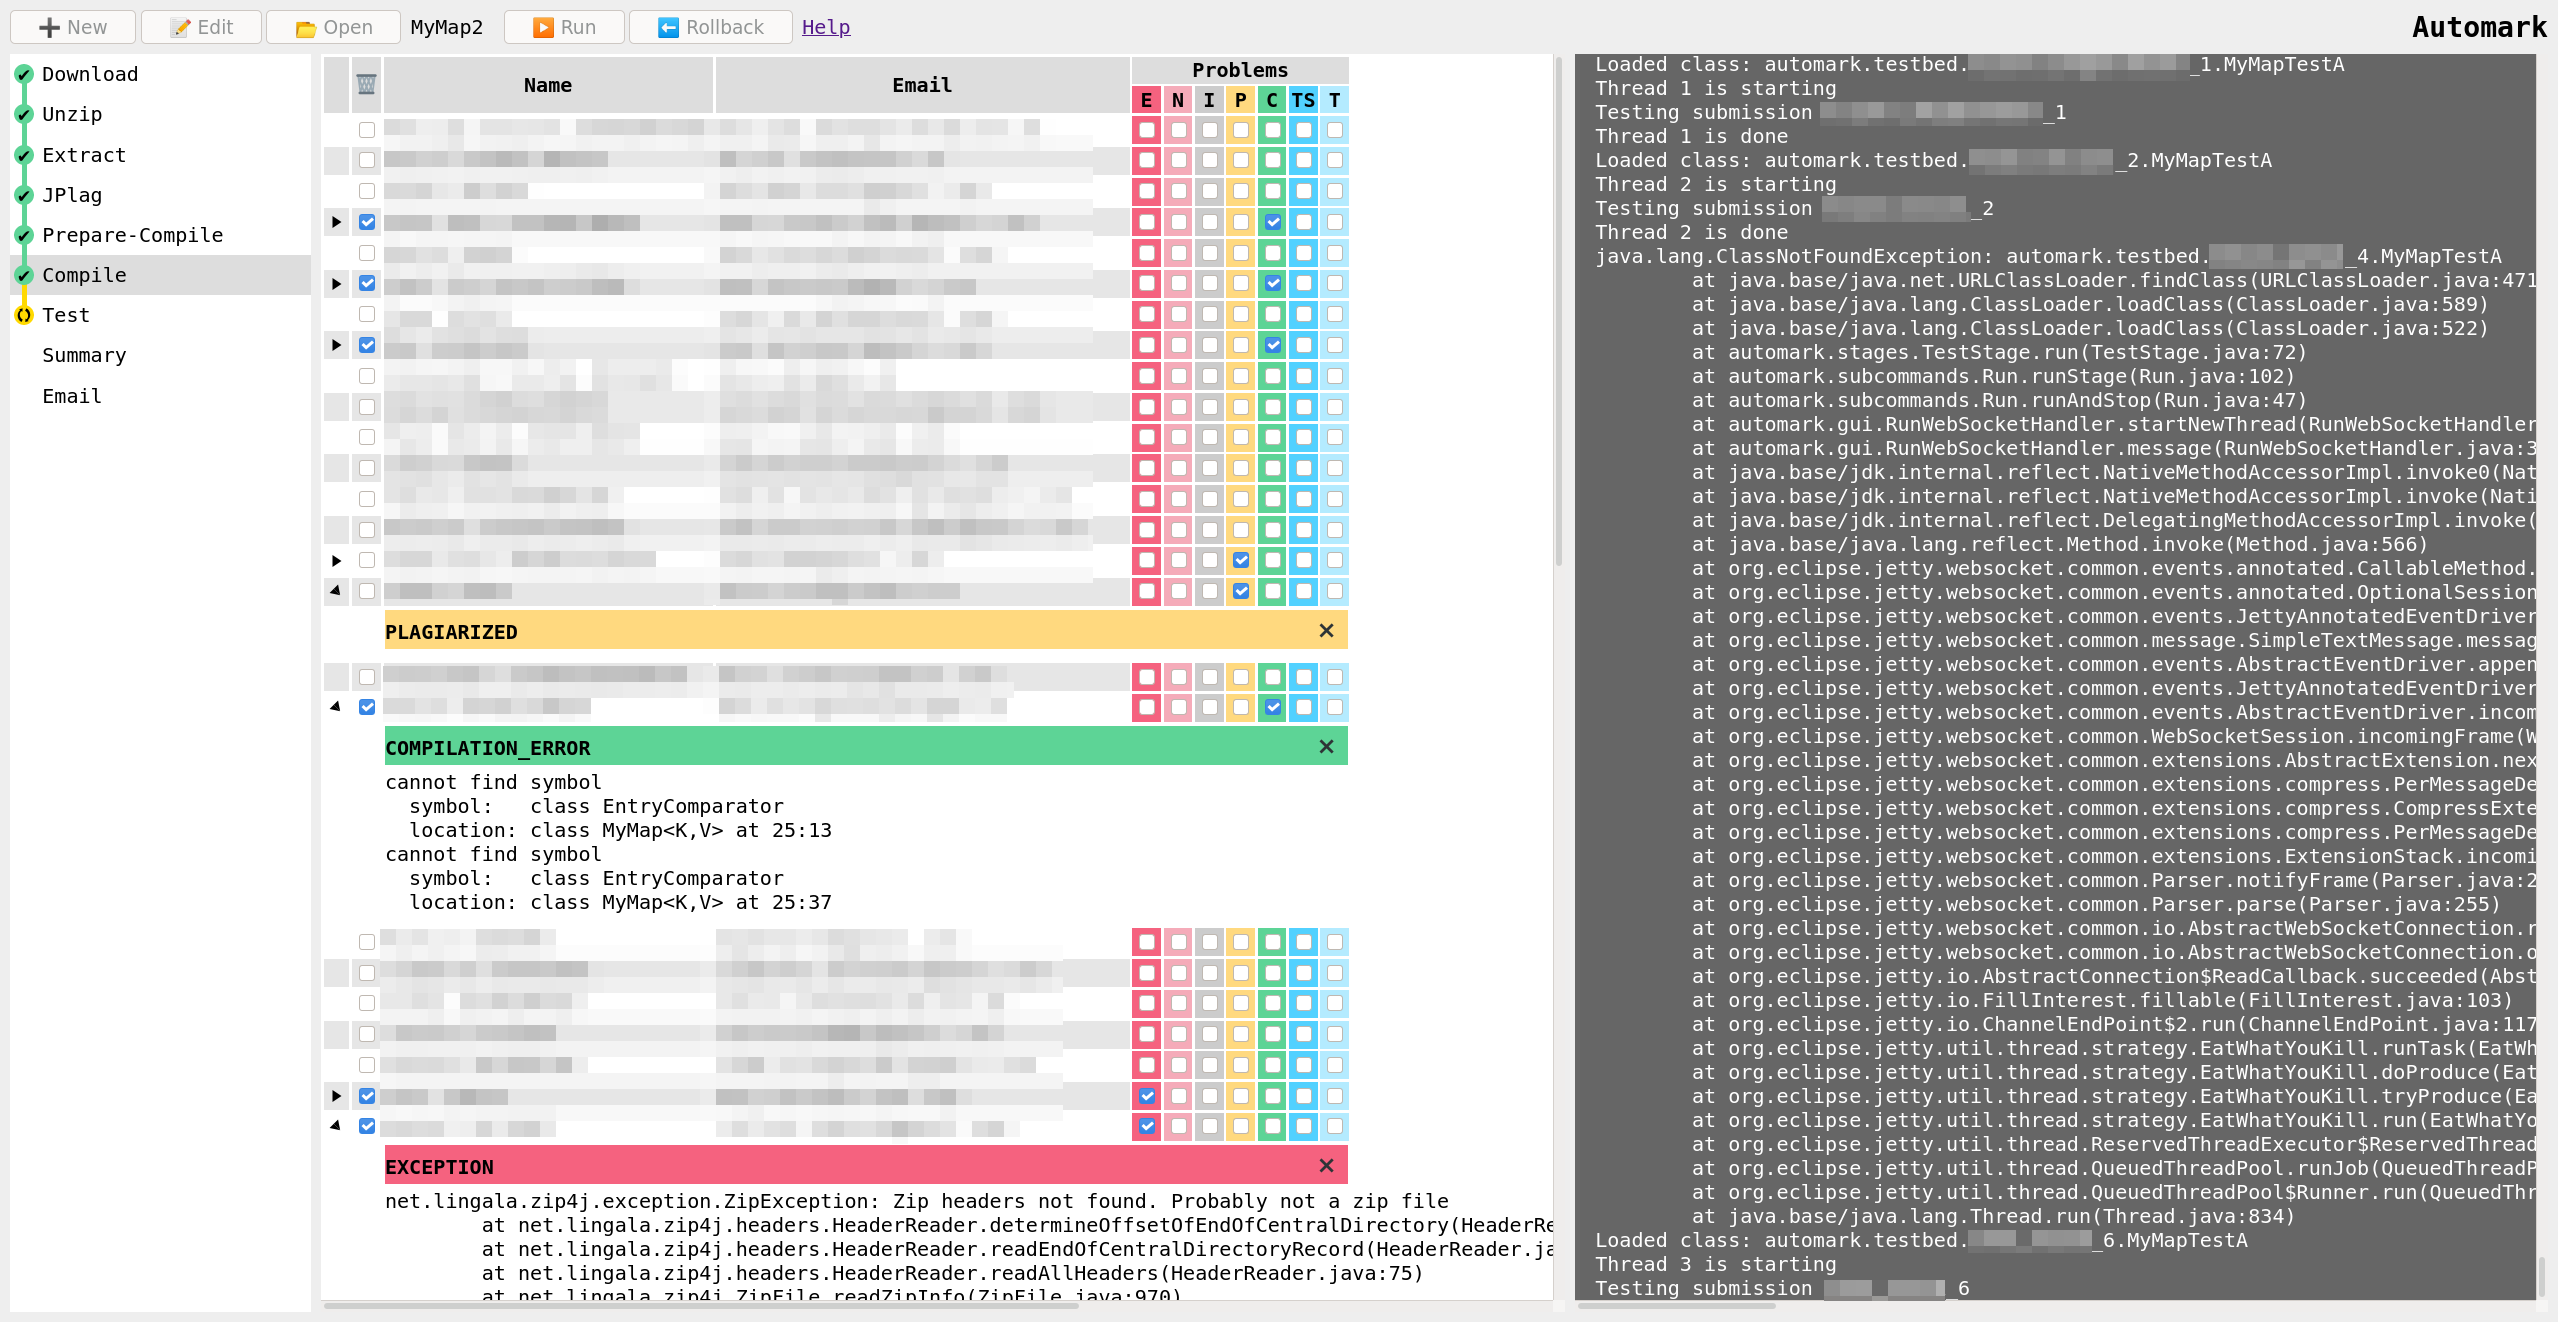 New Edit Open MyMap2 Run Rollback Help Automark
Download
Unzip
Extract
JPlag
Prepare-Compile
Compile
Test
Summary
Email
Name Email Problems
E N I P C TS T
PLAGIARIZED
COMPILATION_ERROR
cannot find symbol
symbol: class EntryComparator
location: class MyMap<K,V> at 25:13
cannot find symbol
symbol: class EntryComparator
location: class MyMap<K,V> at 25:37
EXCEPTION
net.lingala.zip4j.exception.ZipException: Zip headers not found. Probably not a zip file
at net.lingala.zip4j.headers.HeaderReader.determineOffsetOfEndOfCentralDirectory(HeaderRe
at net.lingala.zip4j.headers.HeaderReader.readEndOfCentralDirectoryRecord(HeaderReader.ja
at net.lingala.zip4j.headers.HeaderReader.readAllHeaders(HeaderReader.java:75)
at net.lingala.zip4j.ZipFile.readZipInfo(ZipFile.java:970)
Loaded class: automark.testbed. _1.MyMapTestA
Thread 1 is starting
Testing submission _1
Thread 1 is done
Loaded class: automark.testbed. _2.MyMapTestA
Thread 2 is starting
Testing submission _2
Thread 2 is done
java.lang.ClassNotFoundException: automark.testbed. _4.MyMapTestA
at java.base/java.net.URLClassLoader.findClass(URLClassLoader.java:471
at java.base/java.lang.ClassLoader.loadClass(ClassLoader.java:589)
at java.base/java.lang.ClassLoader.loadClass(ClassLoader.java:522)
at automark.stages.TestStage.run(TestStage.java:72)
at automark.subcommands.Run.runStage(Run.java:102)
at automark.subcommands.Run.runAndStop(Run.java:47)
at automark.gui.RunWebSocketHandler.startNewThread(RunWebSocketHandler
at automark.gui.RunWebSocketHandler.message(RunWebSocketHandler.java:3
at java.base/jdk.internal.reflect.NativeMethodAccessorImpl.invoke0(Nat
at java.base/jdk.internal.reflect.NativeMethodAccessorImpl.invoke(Nati
at java.base/jdk.internal.reflect.DelegatingMethodAccessorImpl.invoke(
at java.base/java.lang.reflect.Method.invoke(Method.java:566)
at org.eclipse.jetty.websocket.common.events.annotated.CallableMethod.
at org.eclipse.jetty.websocket.common.events.annotated.OptionalSession
at org.eclipse.jetty.websocket.common.events.JettyAnnotatedEventDriver
at org.eclipse.jetty.websocket.common.message.SimpleTextMessage.messag
at org.eclipse.jetty.websocket.common.events.AbstractEventDriver.appen
at org.eclipse.jetty.websocket.common.events.JettyAnnotatedEventDriver
at org.eclipse.jetty.websocket.common.events.AbstractEventDriver.incom
at org.eclipse.jetty.websocket.common.WebSocketSession.incomingFrame(W
at org.eclipse.jetty.websocket.common.extensions.AbstractExtension.nex
at org.eclipse.jetty.websocket.common.extensions.compress.PerMessageDe
at org.eclipse.jetty.websocket.common.extensions.compress.CompressExte
at org.eclipse.jetty.websocket.common.extensions.compress.PerMessageDe
at org.eclipse.jetty.websocket.common.extensions.ExtensionStack.incomi
at org.eclipse.jetty.websocket.common.Parser.notifyFrame(Parser.java:2
at org.eclipse.jetty.websocket.common.Parser.parse(Parser.java:255)
at org.eclipse.jetty.websocket.common.io.AbstractWebSocketConnection.r
at org.eclipse.jetty.websocket.common.io.AbstractWebSocketConnection.o
at org.eclipse.jetty.io.AbstractConnection$ReadCallback.succeeded(Abst
at org.eclipse.jetty.io.FillInterest.fillable(FillInterest.java:103)
at org.eclipse.jetty.io.ChannelEndPoint$2.run(ChannelEndPoint.java:117
at org.eclipse.jetty.util.thread.strategy.EatWhatYouKill.runTask(EatWh
at org.eclipse.jetty.util.thread.strategy.EatWhatYouKill.doProduce(Eat
at org.eclipse.jetty.util.thread.strategy.EatWhatYouKill.tryProduce(Ea
at org.eclipse.jetty.util.thread.strategy.EatWhatYouKill.run(EatWhatYo
at org.eclipse.jetty.util.thread.ReservedThreadExecutor$ReservedThread
at org.eclipse.jetty.util.thread.QueuedThreadPool.runJob(QueuedThreadP
at org.eclipse.jetty.util.thread.QueuedThreadPool$Runner.run(QueuedThr
at java.base/java.lang.Thread.run(Thread.java:834)
Loaded class: automark.testbed. _6.MyMapTestA
Thread 3 is starting
Testing submission _6